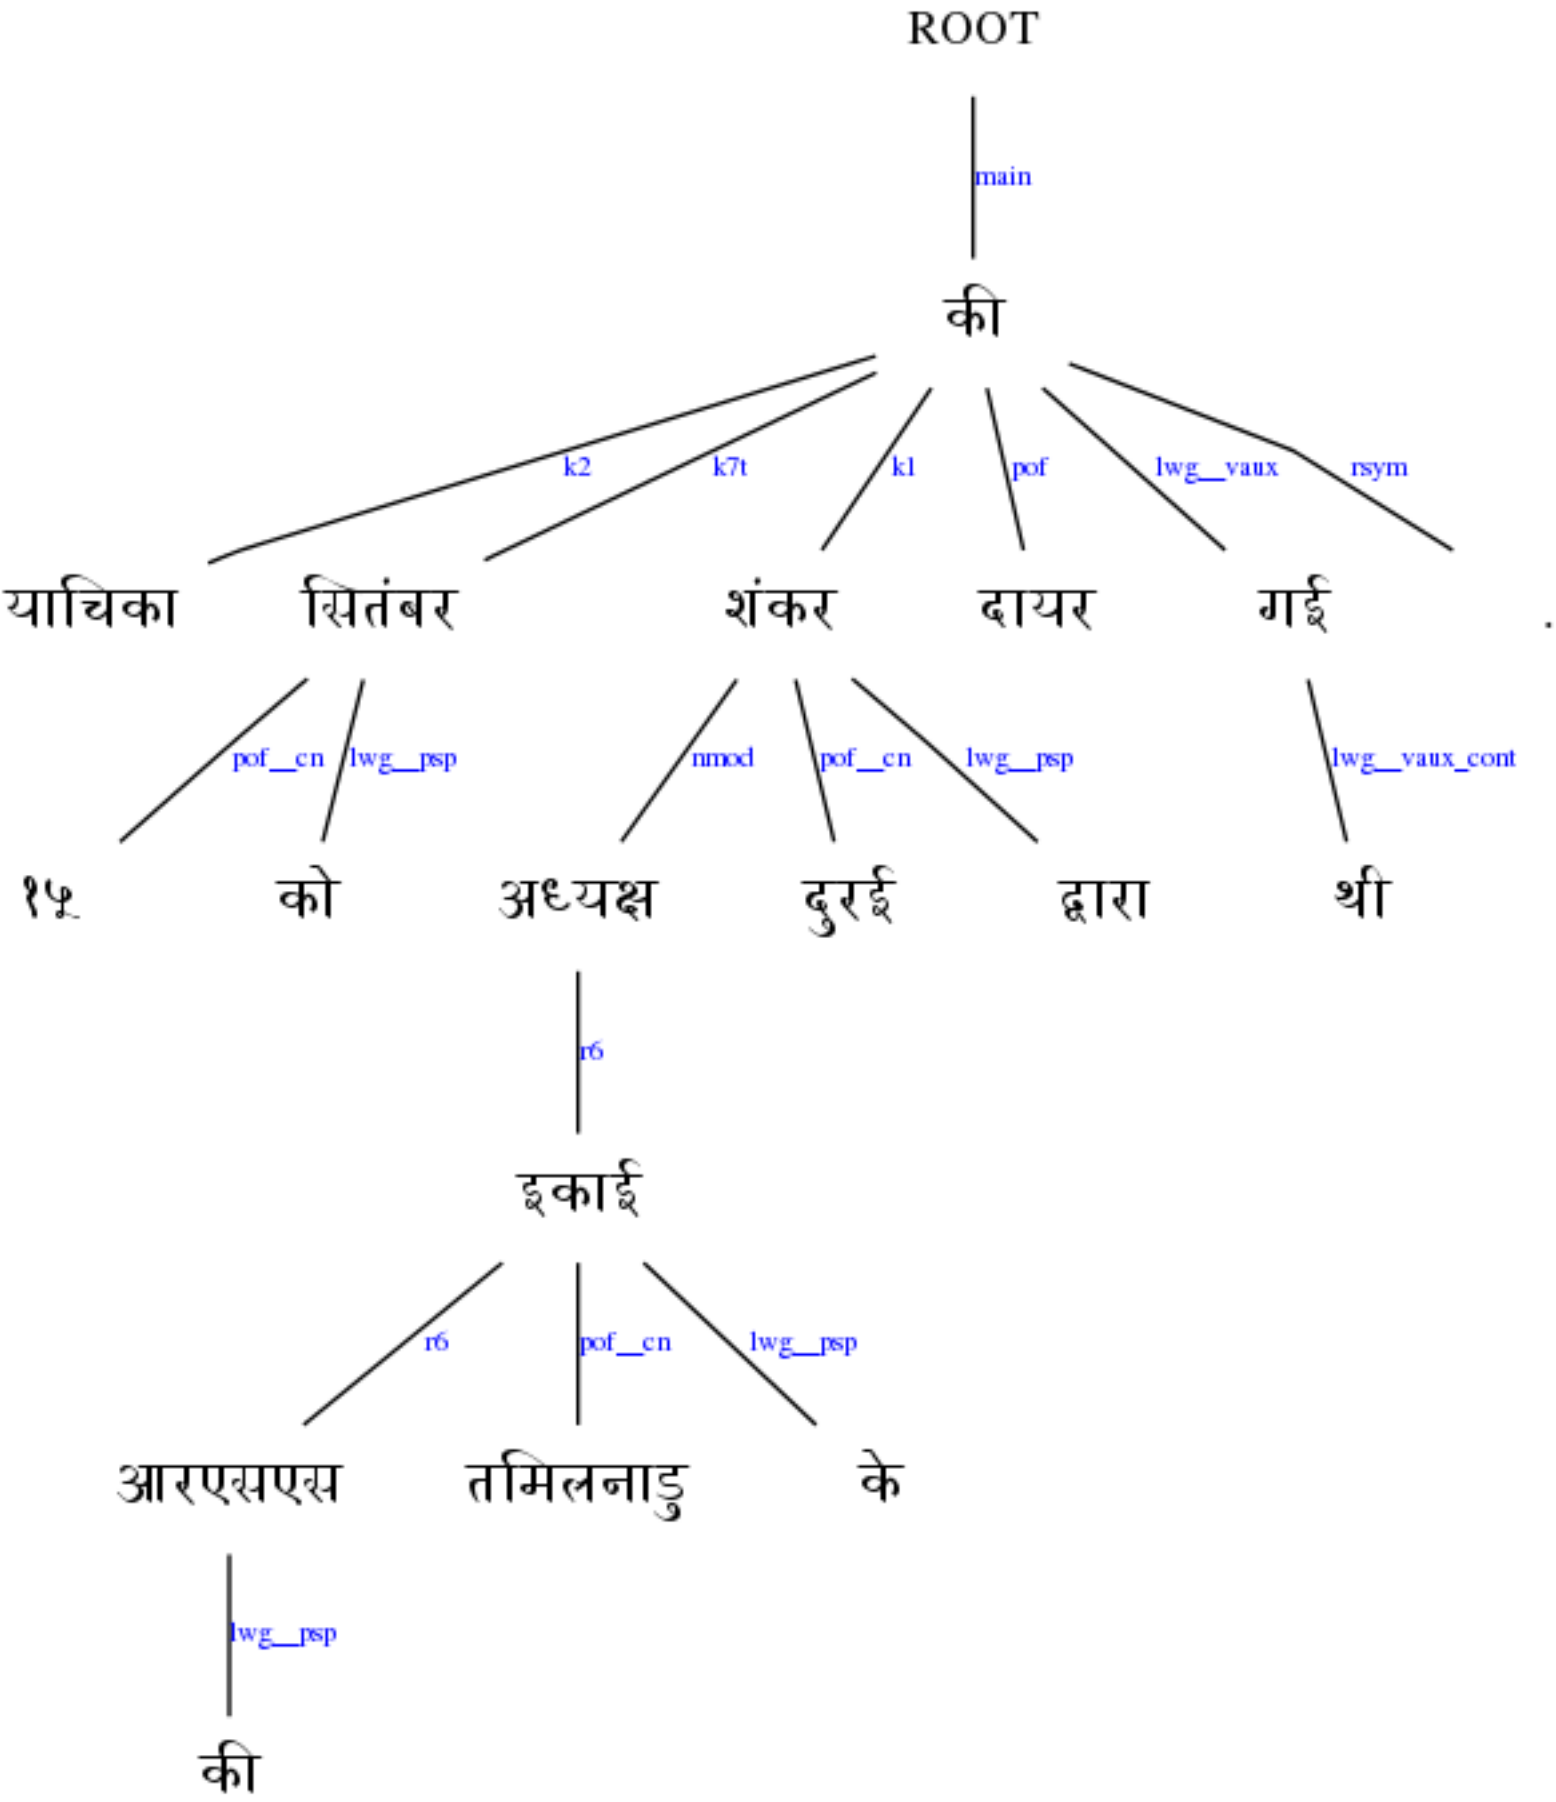 ROOT
main
की
k2 k7t k1 pof lwg__vaux rsym
याचिका सितंबर शंकर दायर गई .
pof__cn lwg__psp nmod pof__cn lwg__psp lwg__vaux_cont
१५ को अध्यक्ष दुरई द्वारा थी
r6
इकाई
r6 pof__cn lwg__psp
आरएसएस तमिलनाडु के
lwg__psp
की